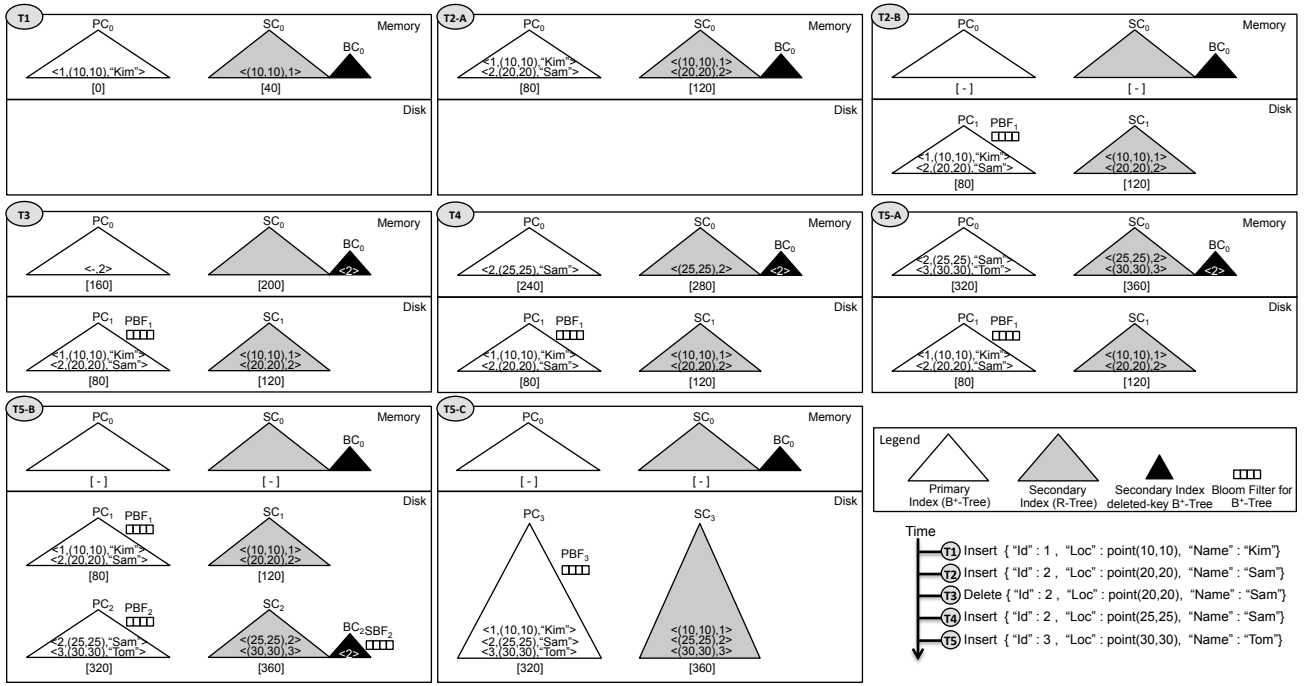 T1
PC0
SC0
Memory
BC0
<1,(10,10),“Kim”>
<(10,10),1>
[0]
[40]
Disk
T2-A
PC0
SC0
Memory
BC0
<1,(10,10),“Kim”>
<2,(20,20),“Sam”>
<(10,10),1>
<(20,20),2>
[80]
[120]
Disk
T2-B
PC0
SC0
Memory
BC0
[ - ]
[ - ]
Disk
PC1
PBF1
SC1
<1,(10,10),“Kim”>
<2,(20,20),“Sam”>
<(10,10),1>
<(20,20),2>
[80]
[120]
T3
PC0
SC0
Memory
BC0
<-,2>
<2>
[160]
[200]
Disk
PC1
PBF1
SC1
<1,(10,10),“Kim”>
<2,(20,20),“Sam”>
<(10,10),1>
<(20,20),2>
[80]
[120]
T4
PC0
SC0
Memory
BC0
<2,(25,25),“Sam”>
<(25,25),2>
<2>
[240]
[280]
Disk
PC1
PBF1
SC1
<1,(10,10),“Kim”>
<2,(20,20),“Sam”>
<(10,10),1>
<(20,20),2>
[80]
[120]
T5-A
PC0
SC0
Memory
BC0
<2,(25,25),“Sam”>
<3,(30,30),“Tom”>
<(25,25),2>
<(30,30),3>
<2>
[320]
[360]
Disk
PC1
PBF1
SC1
<1,(10,10),“Kim”>
<2,(20,20),“Sam”>
<(10,10),1>
<(20,20),2>
[80]
[120]
T5-B
PC0
SC0
Memory
BC0
[ - ]
[ - ]
Disk
PC1
PBF1
SC1
<1,(10,10),“Kim”>
<2,(20,20),“Sam”>
<(10,10),1>
<(20,20),2>
[80]
[120]
PC2
PBF2
SC2
BC2
SBF2
<2,(25,25),“Sam”>
<3,(30,30),“Tom”>
<(25,25),2>
<(30,30),3>
<2>
[320]
[360]
T5-C
PC0
SC0
Memory
BC0
[ - ]
[ - ]
Disk
PC3
PBF3
SC3
<1,(10,10),“Kim”>
<2,(25,25),“Sam”>
<3,(30,30),“Tom”>
<(10,10),1>
<(25,25),2>
<(30,30),3>
[320]
[360]
Legend
Primary
Index (B+-Tree)
Secondary
Index (R-Tree)
Secondary Index
deleted-key B+-Tree
Bloom Filter for
B+-Tree
Time
T1 Insert { “Id” : 1 , “Loc” : point(10,10), “Name” : “Kim”}
T2 Insert { “Id” : 2 , “Loc” : point(20,20), “Name” : “Sam”}
T3 Delete { “Id” : 2 , “Loc” : point(20,20), “Name” : “Sam”}
T4 Insert { “Id” : 2 , “Loc” : point(25,25), “Name” : “Sam”}
T5 Insert { “Id” : 3 , “Loc” : point(30,30), “Name” : “Tom”}